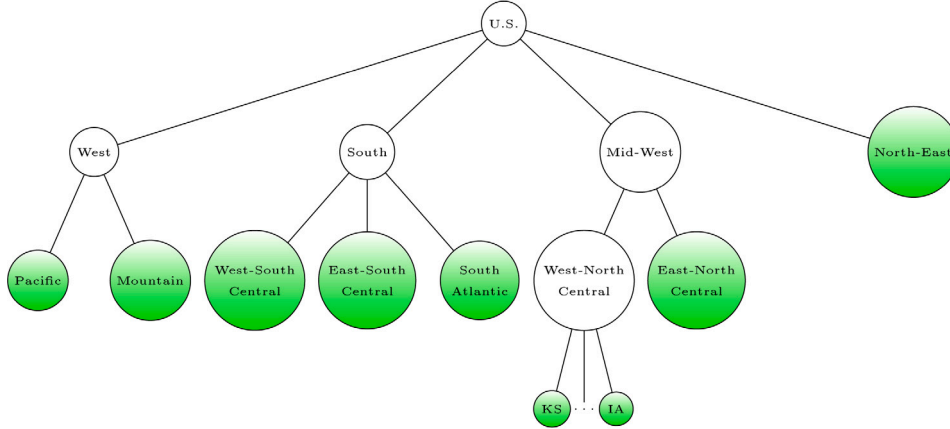 U.S.
West
South
Mid-West
North-East
Pacific
Mountain
West-South
Central
East-South
Central
South
Atlantic
West-North
Central
East-North
Central
KS
. . .
IA